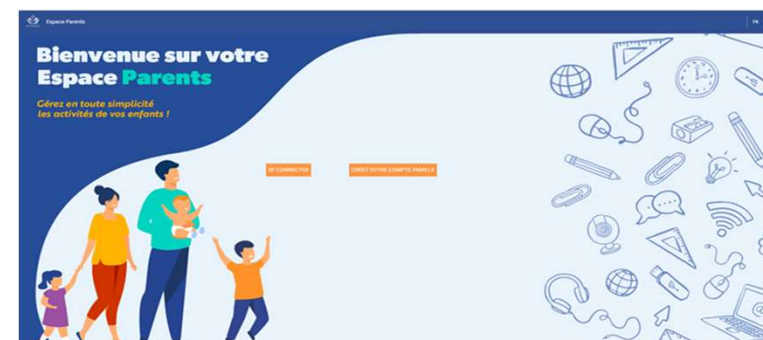 Espace Parents
FR
Bienvenue sur votre
Espace Parents
Gérez en toute simplicité
les activités de vos enfants !
SE CONNECTER
CRÉEZ VOTRE COMPTE FAMILLE